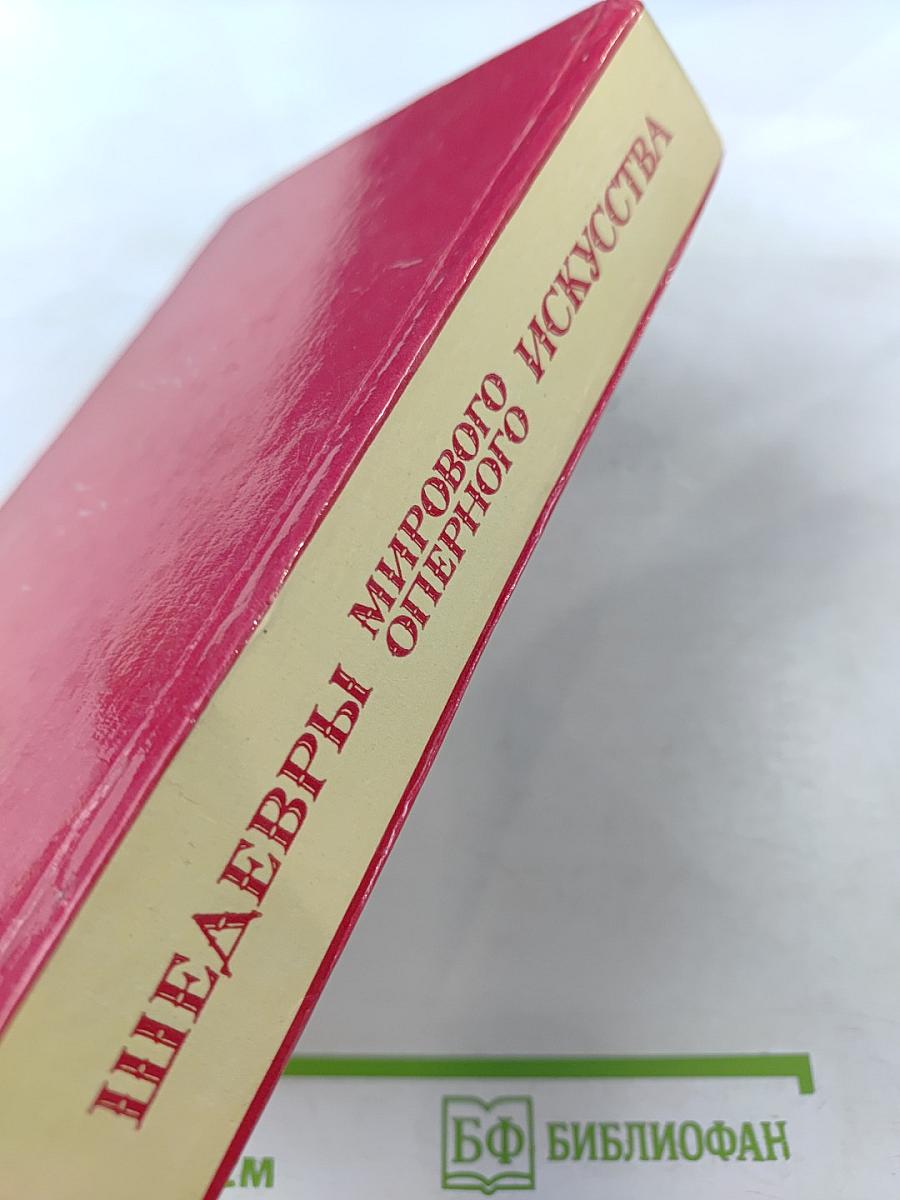 ШЕДЕВРЫ
МИРОВОГО
ОПЕРНОГО
ИСКУССТВА
БФ БИБЛИОФАН